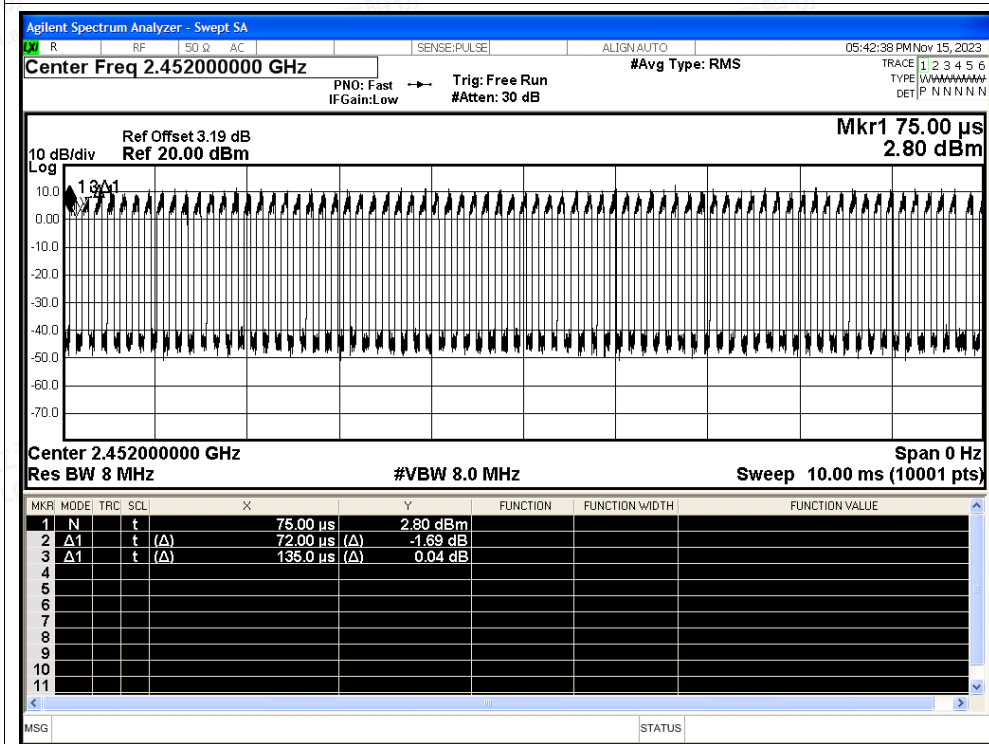 Agilent Spectrum Analyzer - Swept SA
LXI R RF 50 Ω AC SENSE:PULSE ALIGN AUTO 05:42:38 PM Nov 15, 2023
Center Freq 2.452000000 GHz #Avg Type: RMS TRACE 1 2 3 4 5 6
PNO: Fast Trig: Free Run TYPE WWWWWW
IFGain:Low #Atten: 30 dB DET P N N N N N
Mkr1 75.00 µs
Ref Offset 3.19 dB
10 dB/div Ref 20.00 dBm 2.80 dBm
Log
1 3Δ1
10.0
0.00
-10.0
-20.0
-30.0
-40.0
-50.0
-60.0
-70.0
Center 2.452000000 GHz Span 0 Hz
Res BW 8 MHz #VBW 8.0 MHz Sweep 10.00 ms (10001 pts)
MKR MODE TRC SCL X Y FUNCTION FUNCTION WIDTH FUNCTION VALUE
1 N t 75.00 µs 2.80 dBm
2 Δ1 t (Δ) 72.00 µs (Δ) -1.69 dB
3 Δ1 t (Δ) 135.0 µs (Δ) 0.04 dB
4
5
6
7
8
9
10
11
MSG STATUS